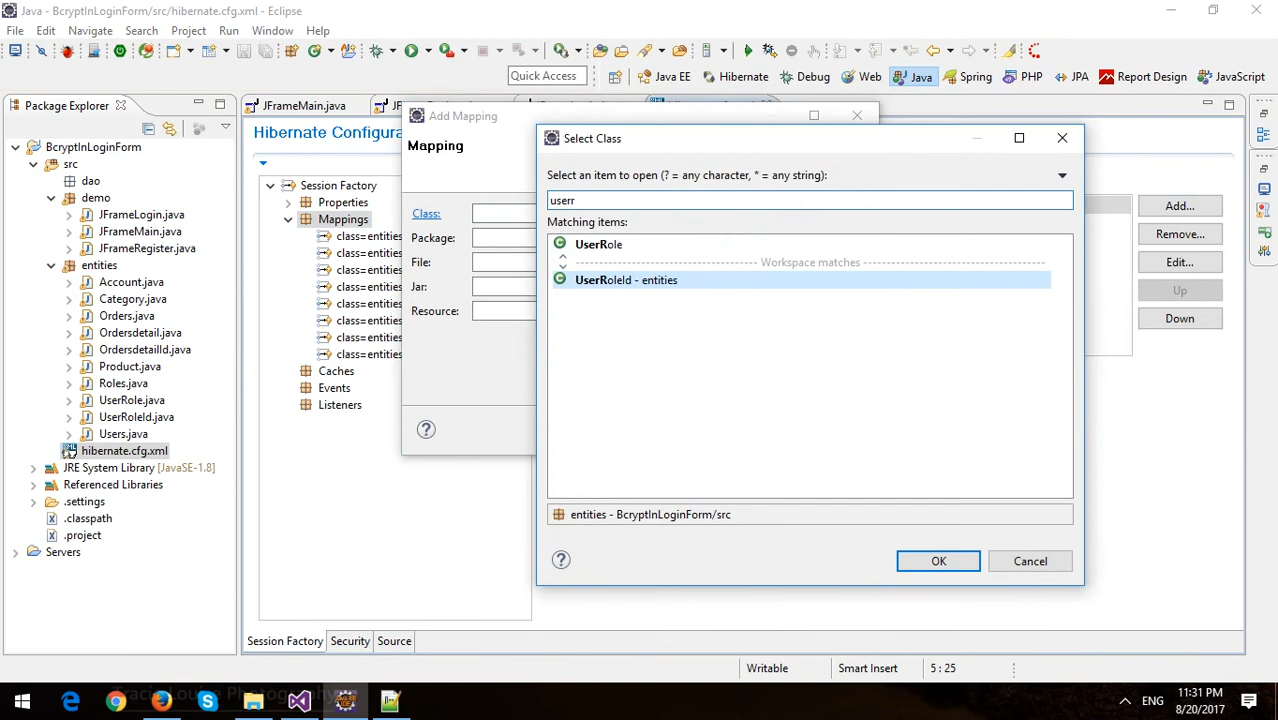 Java - BcryptInLoginForm/src/hibernate.cfg.xml - Eclipse
File Edit Navigate Search Project Run Window Help
Quick Access
Java EE Hibernate Debug Web Java Spring PHP JPA Report Design JavaScript
Package Explorer
JFrameMain.java
Hibernate Configura
BcryptInLoginForm
src
dao
demo
JFrameLogin.java
JFrameMain.java
JFrameRegister.java
entities
Account.java
Category.java
Orders.java
Ordersdetail.java
OrdersdetailId.java
Product.java
Roles.java
UserRole.java
UserRoleId.java
Users.java
hibernate.cfg.xml
JRE System Library [JavaSE-1.8]
Referenced Libraries
.settings
.classpath
.project
Servers
Session Factory
Properties
Mappings
class=entities
class=entities
class=entities
class=entities
class=entities
class=entities
class=entities
class=entities
Caches
Events
Listeners
Add Mapping
Mapping
Class:
Package:
File:
Jar:
Resource:
Select Class
Select an item to open (? = any character, * = any string):
userr
Matching items:
UserRole
Workspace matches
UserRoleId - entities
entities - BcryptInLoginForm/src
OK Cancel
Add...
Remove...
Edit...
Up
Down
Session Factory Security Source
Writable Smart Insert 5 : 25
Tracie Louise Photography
ENG
11:31 PM
8/20/2017